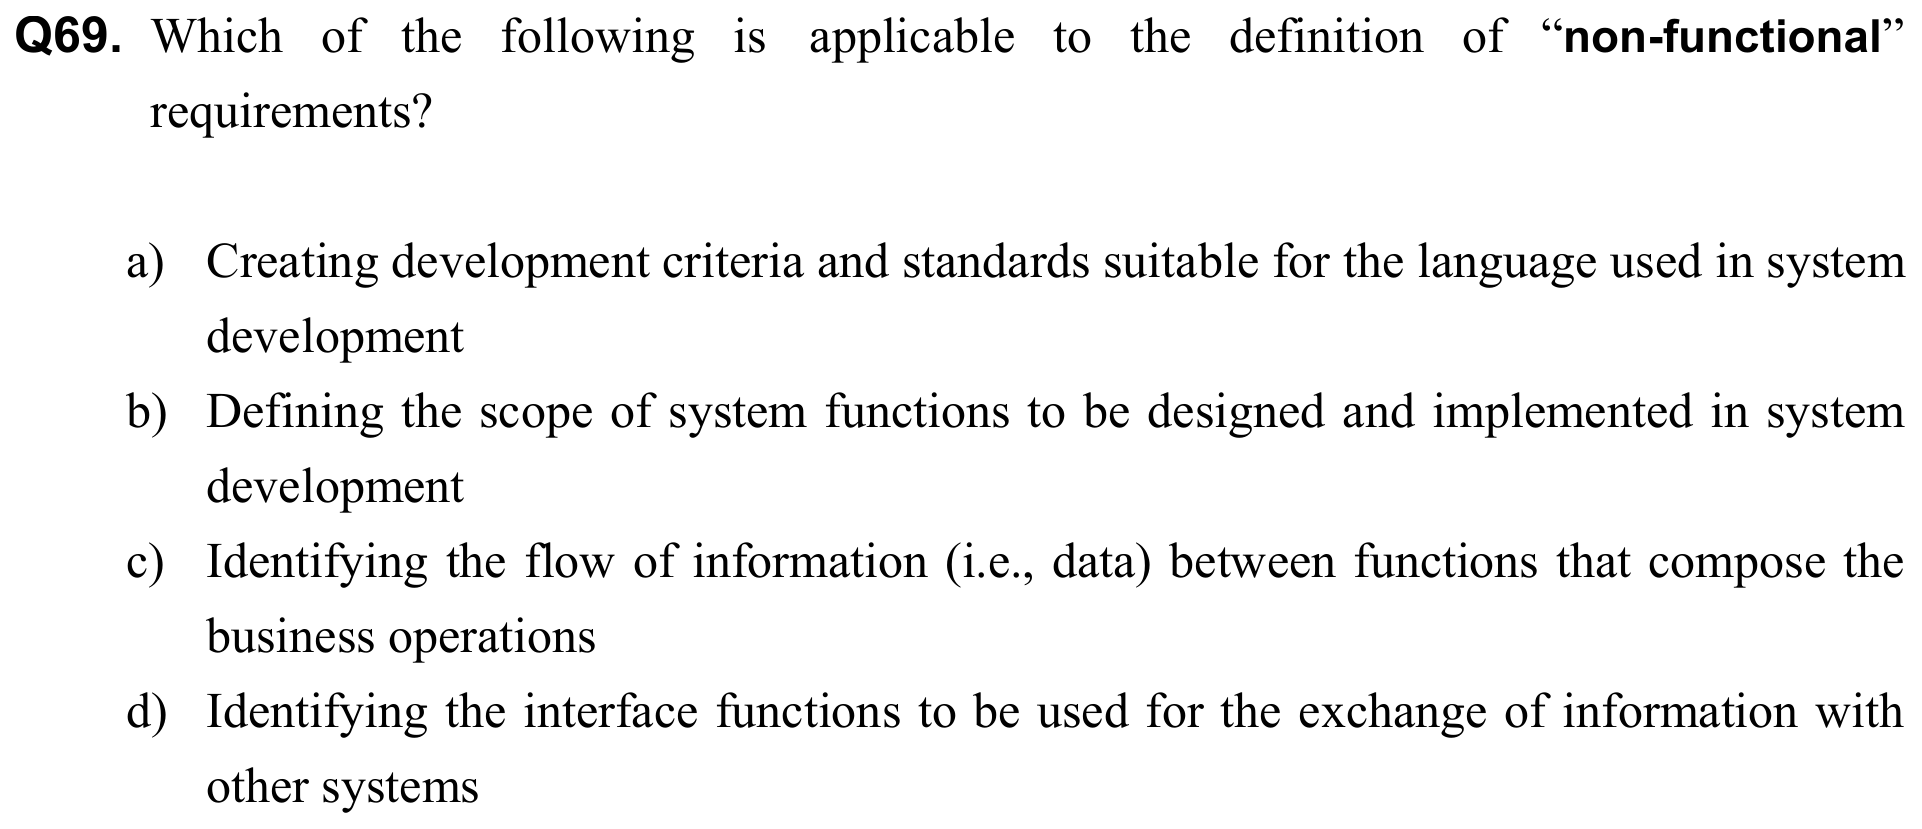 Q69. Which of the following is applicable to the definition of “non-functional”
requirements?
a) Creating development criteria and standards suitable for the language used in system
development
b) Defining the scope of system functions to be designed and implemented in system
development
c) Identifying the flow of information (i.e., data) between functions that compose the
business operations
d) Identifying the interface functions to be used for the exchange of information with
other systems